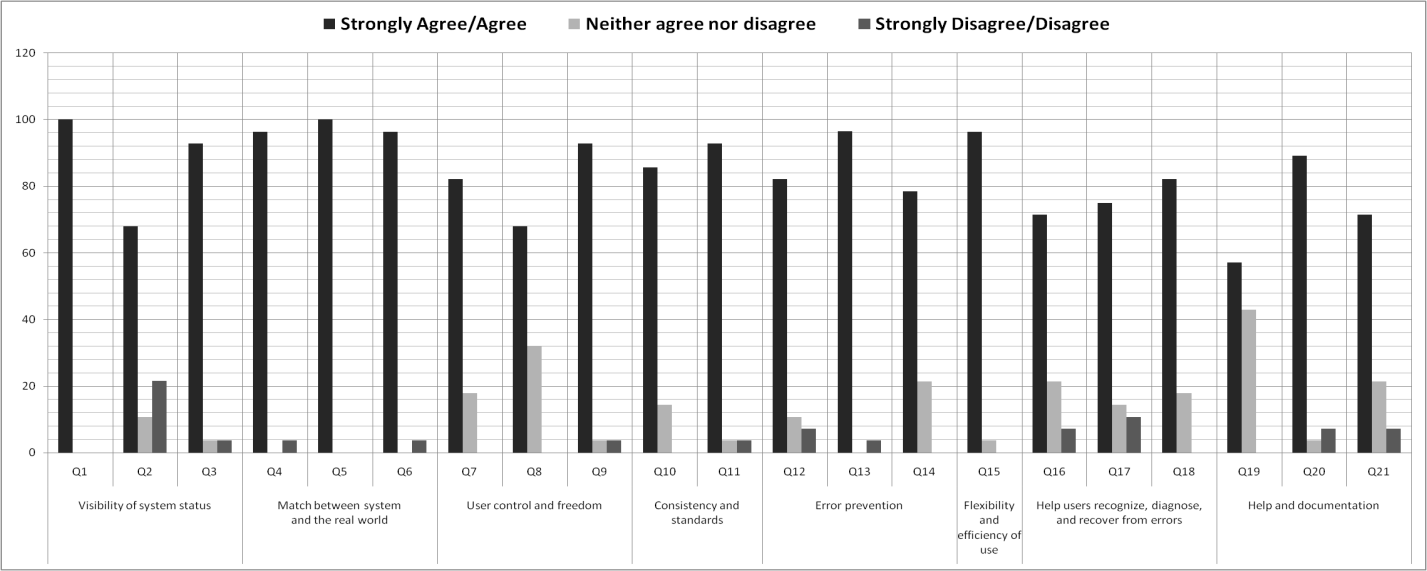 Strongly Agree/Agree Neither agree nor disagree Strongly Disagree/Disagree
120
100
80
60
40
20
0
Q1 Q2 Q3 Q4 Q5 Q6 Q7 Q8 Q9 Q10 Q11 Q12 Q13 Q14 Q15 Q16 Q17 Q18 Q19 Q20 Q21
Visibility of system status
Match between system
and the real world
User control and freedom
Consistency and
standards
Error prevention
Flexibility
and
efficiency of
use
Help users recognize, diagnose,
and recover from errors
Help and documentation